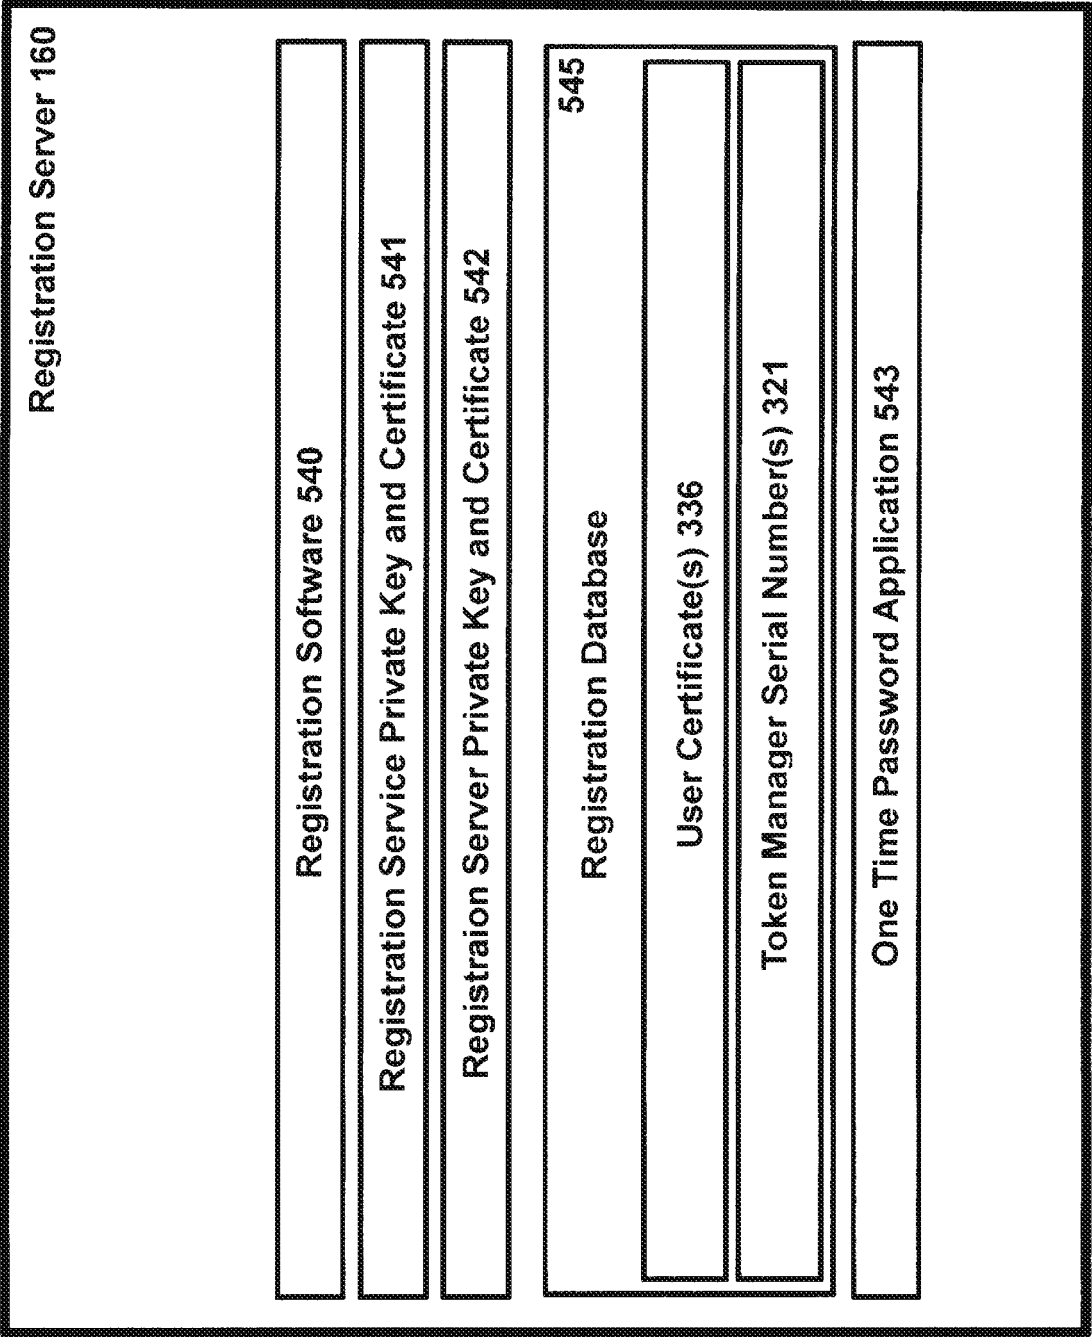 Registration Server 160
Registration Software 540
Registration Service Private Key and Certificate 541
Registraion Server Private Key and Certificate 542
545
Registration Database
User Certificate(s) 336
Token Manager Serial Number(s) 321
One Time Password Application 543